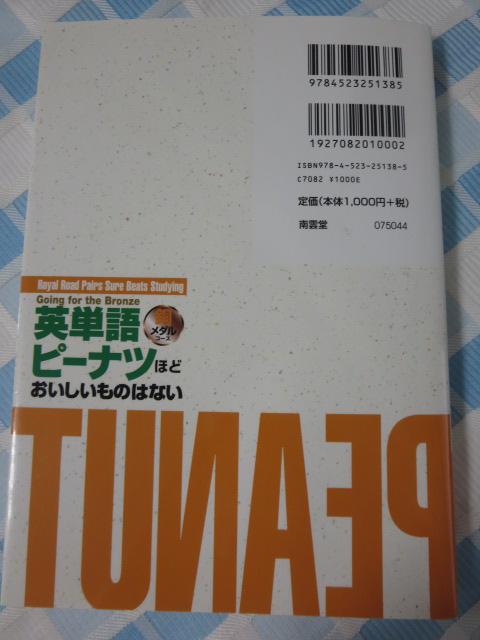 9784523251385
1927082010002
ISBN978-4-523-25138-5
C7082 ¥1000E
定価(本体1,000円+税)
南雲堂 075044
Royal Road Pairs Sure Beats Studying
Going for the Bronze
英単語
銅メダル
コース
ピーナツほど
おいしいものはない
PEANUT